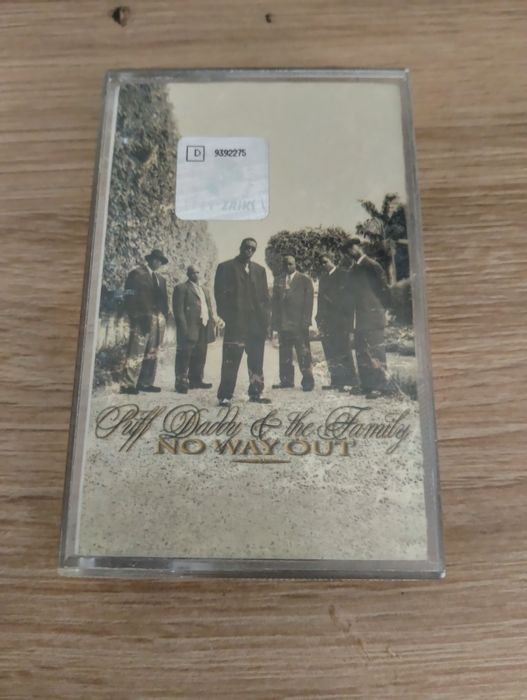 D 9392275
Puff Daddy & the Family
NO WAY OUT